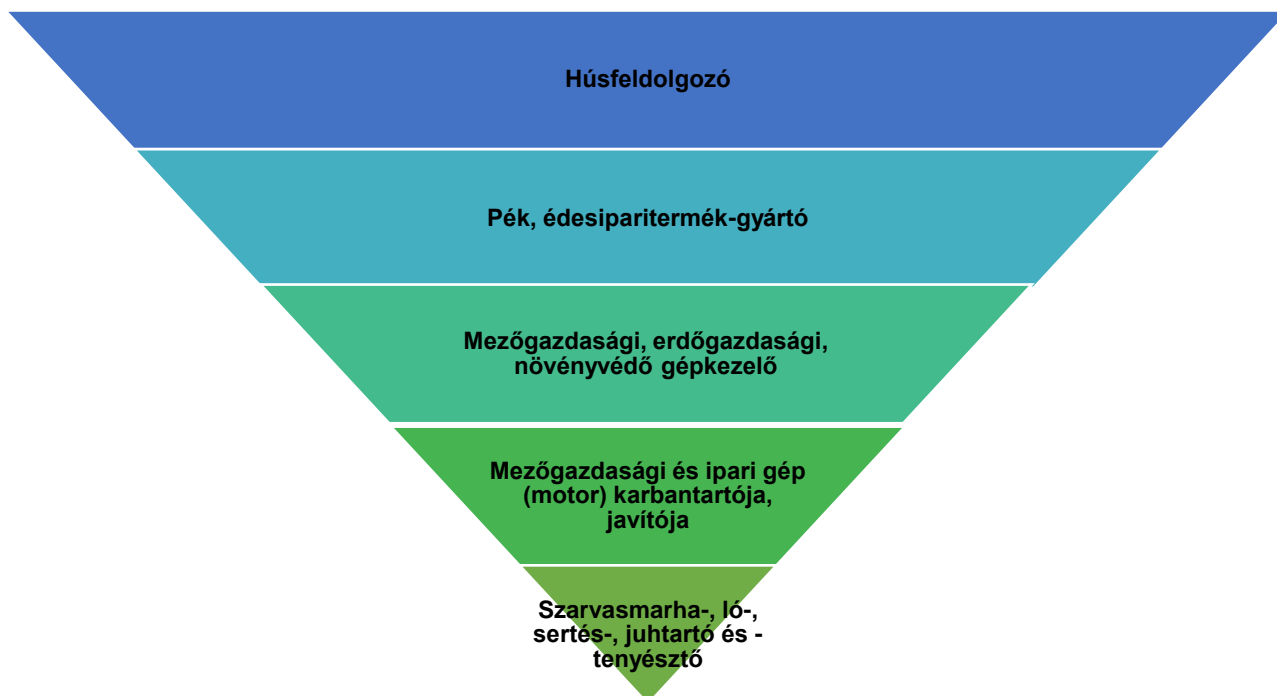 Húsfeldolgozó
Pék, édesiparitermék-gyártó
Mezőgazdasági, erdőgazdasági,
növényvédő gépkezelő
Mezőgazdasági és ipari gép
(motor) karbantartója,
javítója
Szarvasmarha-, ló-,
sertés-, juhtartó és -
tenyésztő